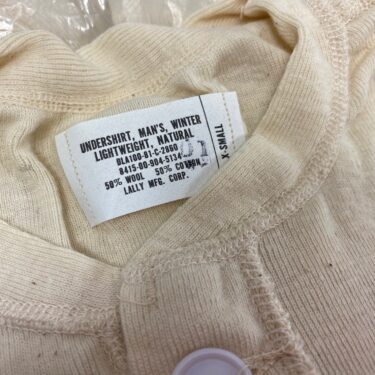 UNDERSHIRT, MAN'S, WINTER
LIGHTWEIGHT, NATURAL
DLA100-81-C-2860
8415-00-904-5134
50% WOOL 50% COTTON
LALLY MFG. CORP.
X-SMALL